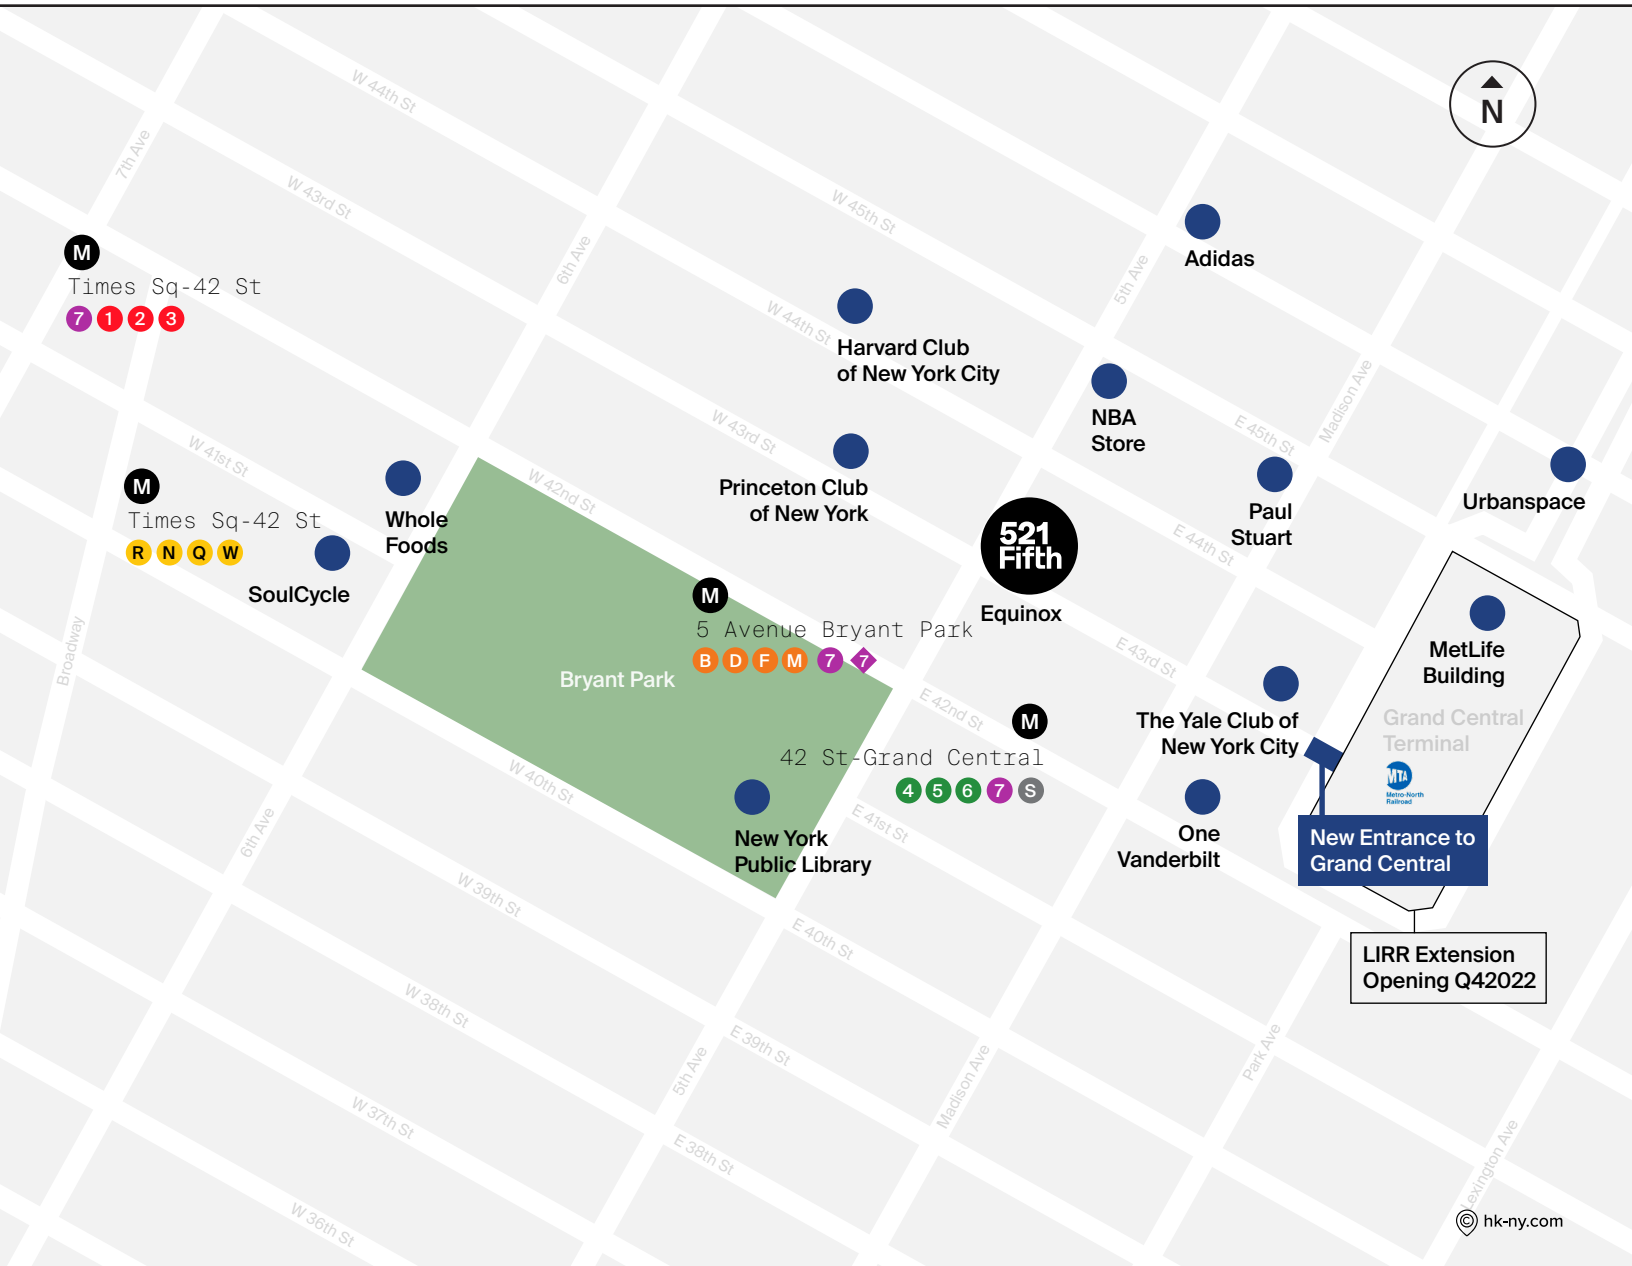 W 44th St
N
7th Ave
W 43rd St
W 45th St
Adidas
6th Ave
5th Ave
M
Times Sq-42 St
7 1 2 3
W 44th St
Harvard Club
of New York City
Madison Ave
NBA
Store
W 43rd St
E 45th St
W 41st St
M
Times Sq-42 St
R N Q W
Whole
Foods
SoulCycle
W 42nd St
Princeton Club
of New York
521
Fifth
Equinox
Paul
Stuart
E 44th St
Urbanspace
M
5 Avenue Bryant Park
B D F M 7 7
Bryant Park
Broadway
E 43rd St
MetLife
Building
Grand Central
Terminal
MTA
Metro-North
Railroad
E 42nd St
M
42 St-Grand Central
4 5 6 7 S
The Yale Club of
New York City
W 40th St
New York
Public Library
E 41st St
One
Vanderbilt
New Entrance to
Grand Central
6th Ave
W 39th St
E 40th St
LIRR Extension
Opening Q42022
W 38th St
E 39th St
5th Ave
Madison Ave
Park Ave
W 37th St
E 38th St
Lexington Ave
W 36th St
© hk-ny.com